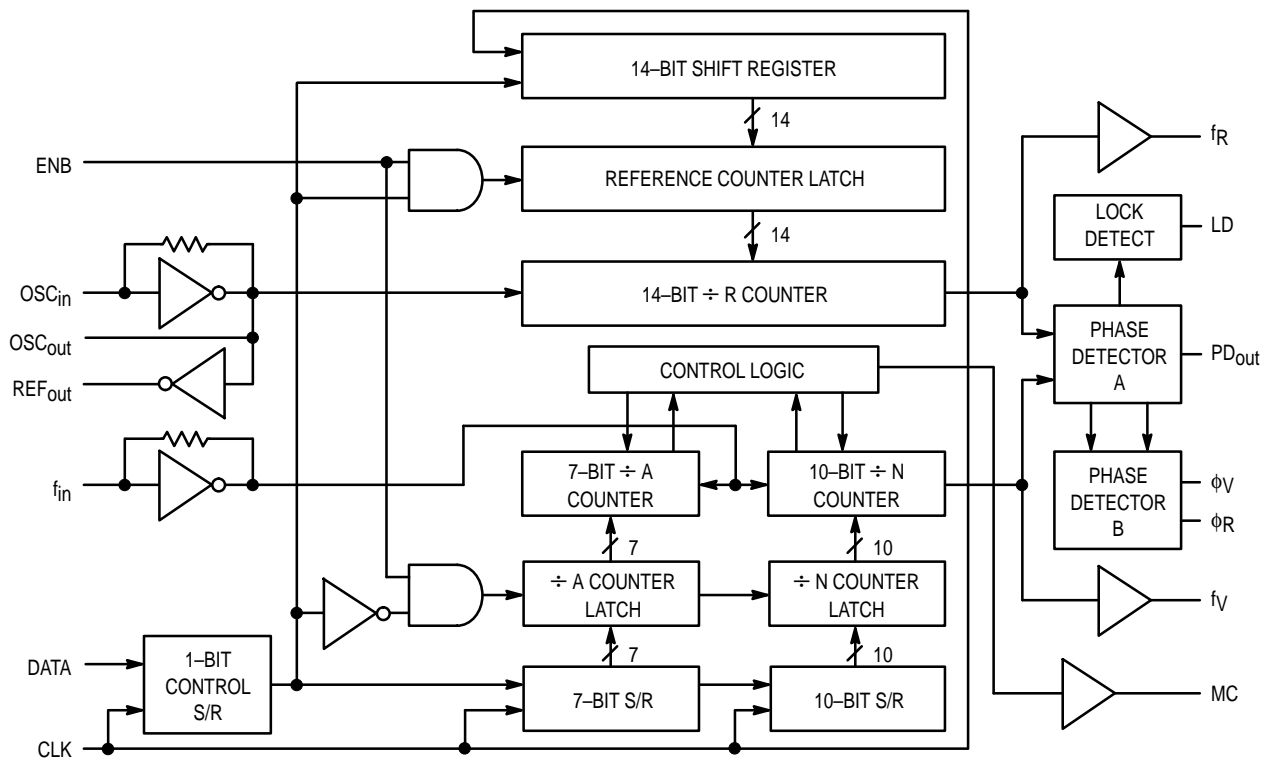 14–BIT SHIFT REGISTER
14
fR
ENB
REFERENCE COUNTER LATCH
LOCK
DETECT
LD
14
OSCin
14–BIT ÷ R COUNTER
OSCout
PHASE
DETECTOR
A
PDout
REFout
CONTROL LOGIC
7–BIT ÷ A
COUNTER
10–BIT ÷ N
COUNTER
fin
PHASE
DETECTOR
B
ϕV
ϕR
7
10
÷ A COUNTER
LATCH
÷ N COUNTER
LATCH
fV
7
10
DATA
1–BIT
CONTROL
S/R
7–BIT S/R
10–BIT S/R
MC
CLK